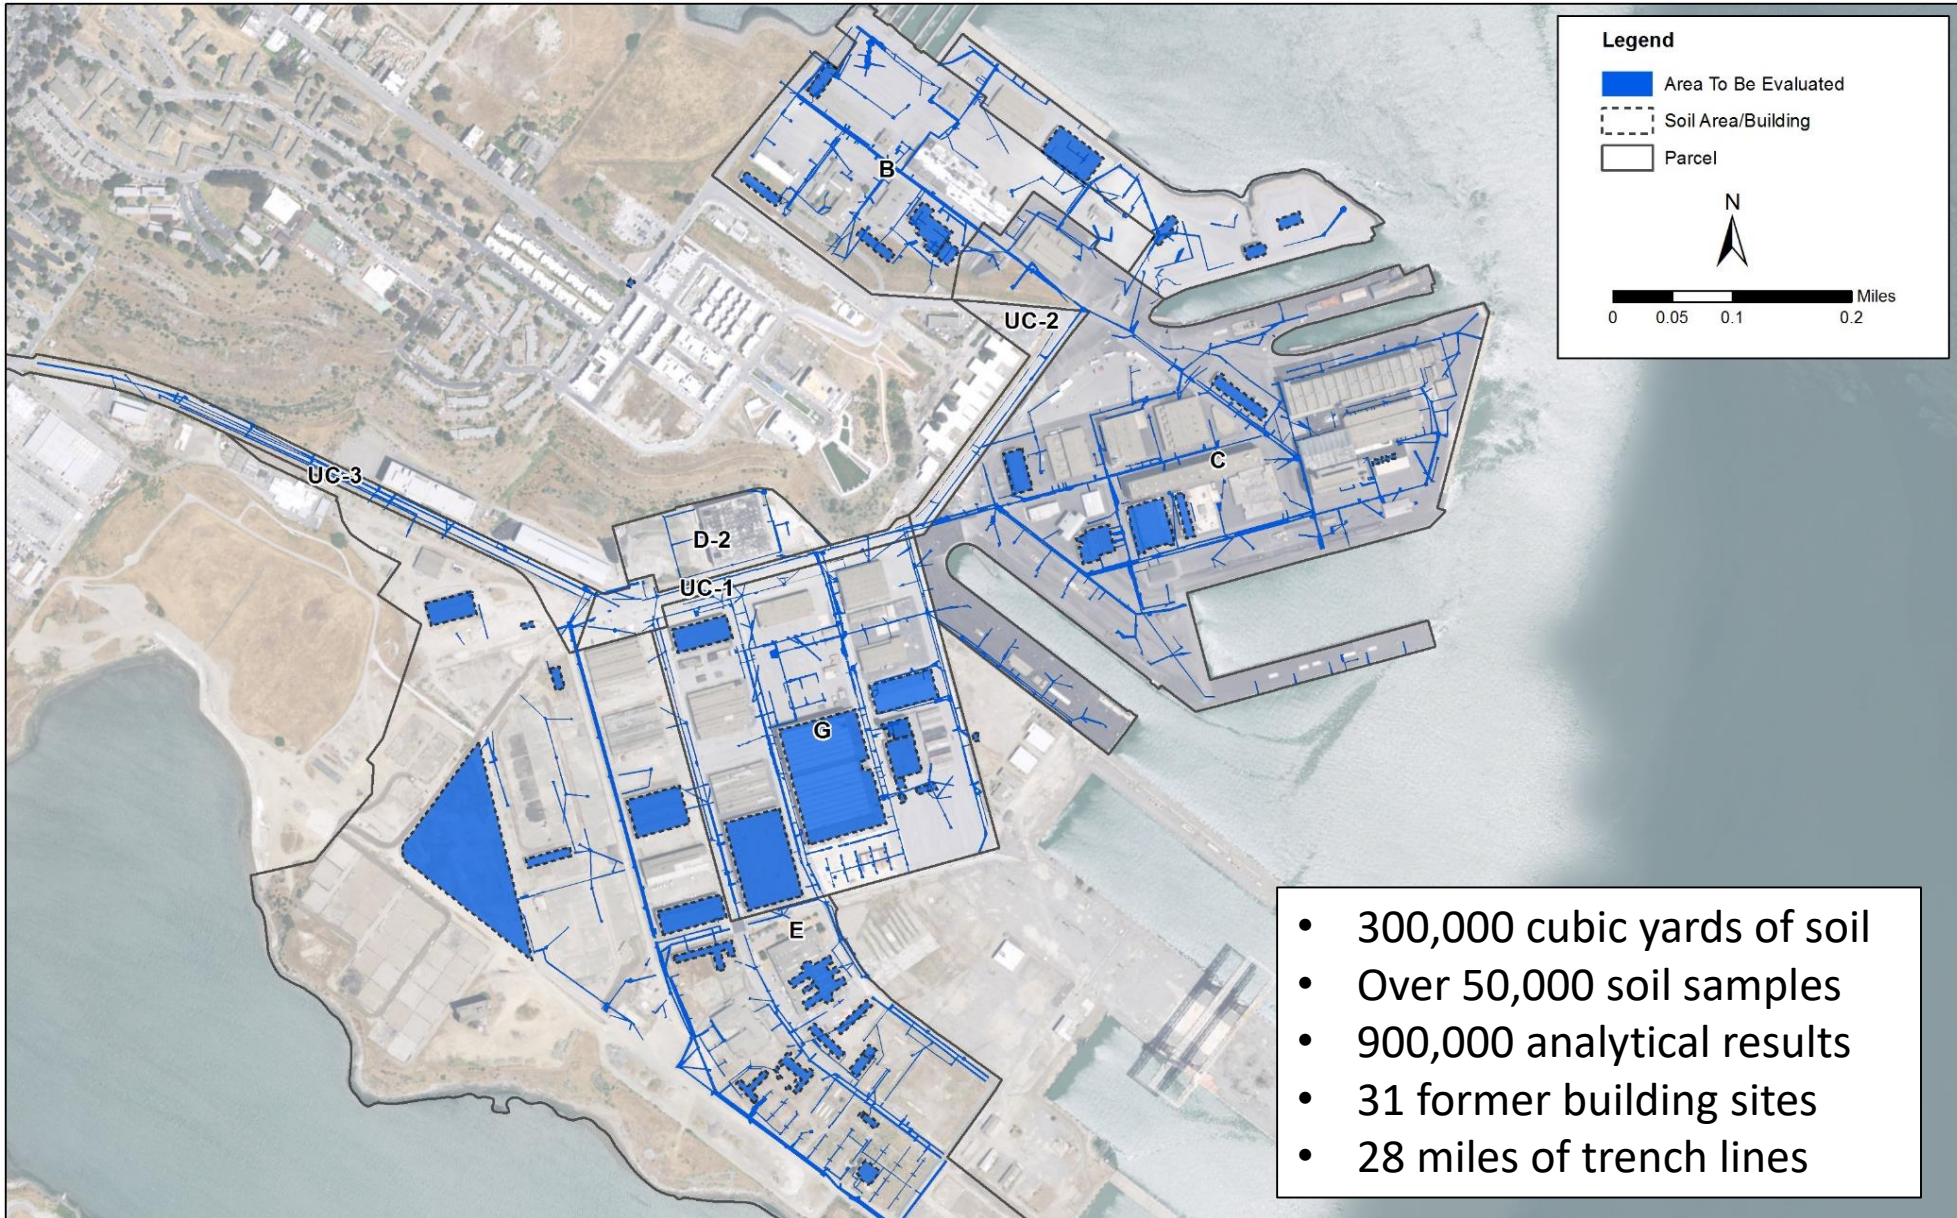 Legend
Area To Be Evaluated
Soil Area/Building
Parcel
N
Miles
0 0.05 0.1 0.2
B
UC-2
C
UC-3
D-2
UC-1
G
E
• 300,000 cubic yards of soil
• Over 50,000 soil samples
• 900,000 analytical results
• 31 former building sites
• 28 miles of trench lines